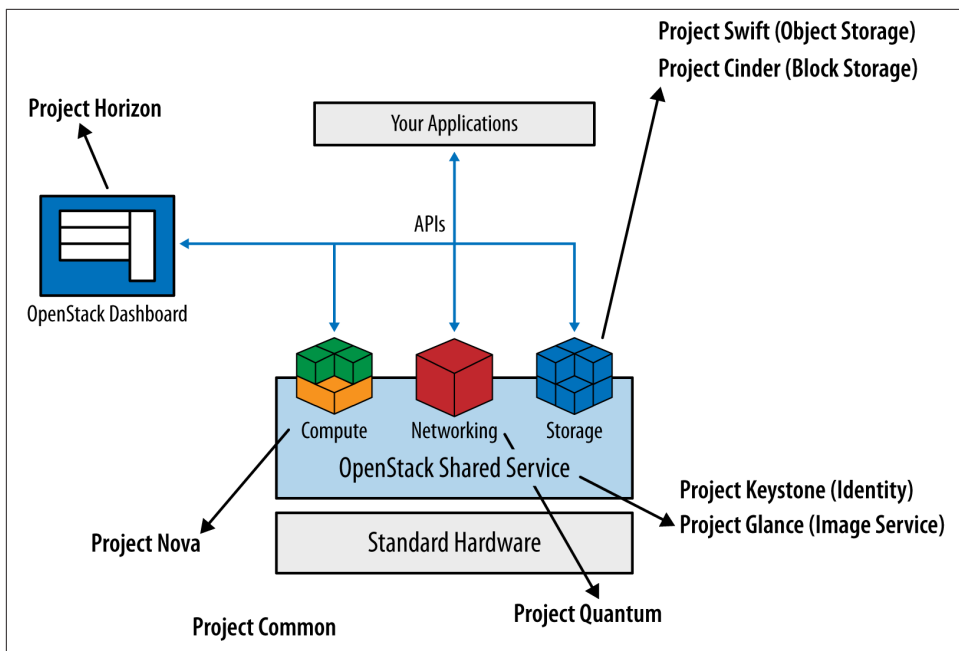 Project Swift (Object Storage)
Project Cinder (Block Storage)
Project Horizon
Your Applications
APIs
OpenStack Dashboard
Compute
Networking
Storage
OpenStack Shared Service
Project Keystone (Identity)
Project Glance (Image Service)
Project Nova
Standard Hardware
Project Quantum
Project Common